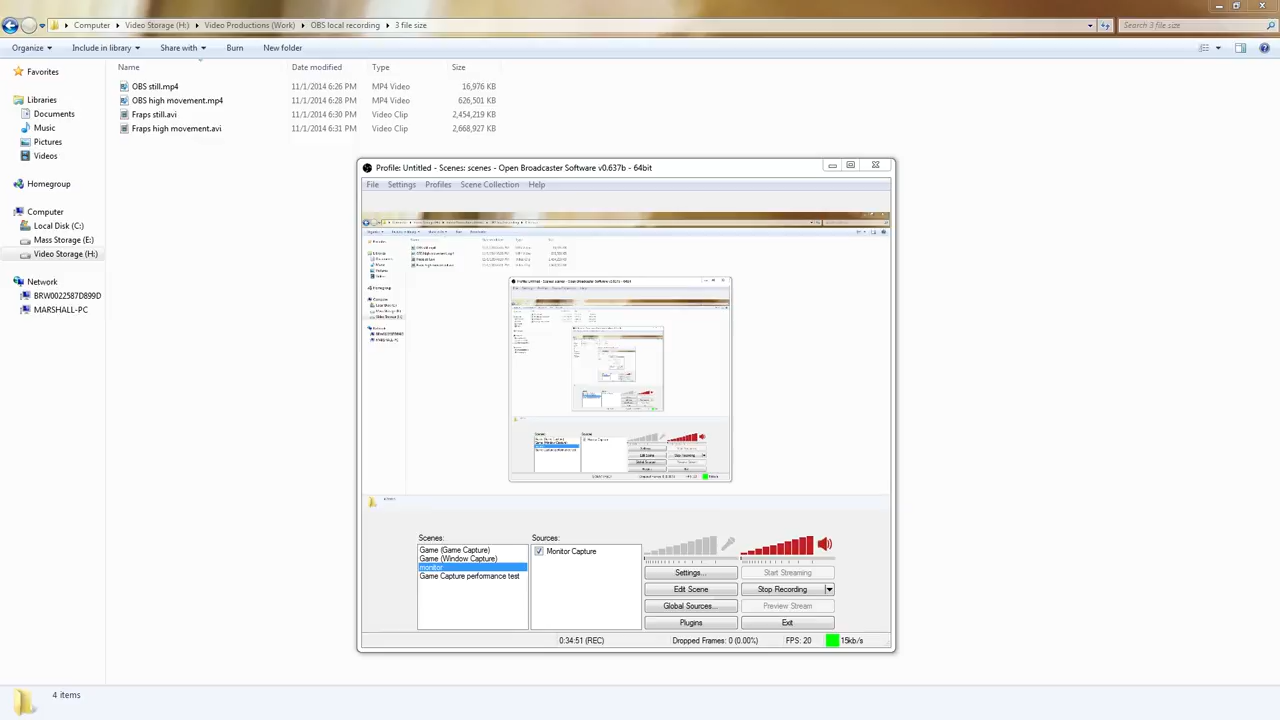 Computer ▸ Video Storage (H:) ▸ Video Productions (Work) ▸ OBS local recording ▸ 3 file size
Search 3 file size
Organize
Include in library
Share with
Burn
New folder
Name
Date modified
Type
Size
Favorites
Libraries
Documents
Music
Pictures
Videos
Homegroup
Computer
Local Disk (C:)
Mass Storage (E:)
Video Storage (H:)
Network
BRW0022587D899D
MARSHALL-PC
OBS still.mp4 11/1/2014 6:26 PM MP4 Video 16,976 KB
OBS high movement.mp4 11/1/2014 6:28 PM MP4 Video 626,501 KB
Fraps still.avi 11/1/2014 6:30 PM Video Clip 2,454,219 KB
Fraps high movement.avi 11/1/2014 6:31 PM Video Clip 2,668,927 KB
Profile: Untitled - Scenes: scenes - Open Broadcaster Software v0.637b - 64bit
File Settings Profiles Scene Collection Help
Scenes:
Game (Game Capture)
Game (Window Capture)
monitor
Game Capture performance test
Sources:
Monitor Capture
Settings...
Start Streaming
Edit Scene
Stop Recording
Global Sources...
Preview Stream
Plugins
Exit
0:34:51 (REC)
Dropped Frames: 0 (0.00%)
FPS: 20
15kb/s
4 items